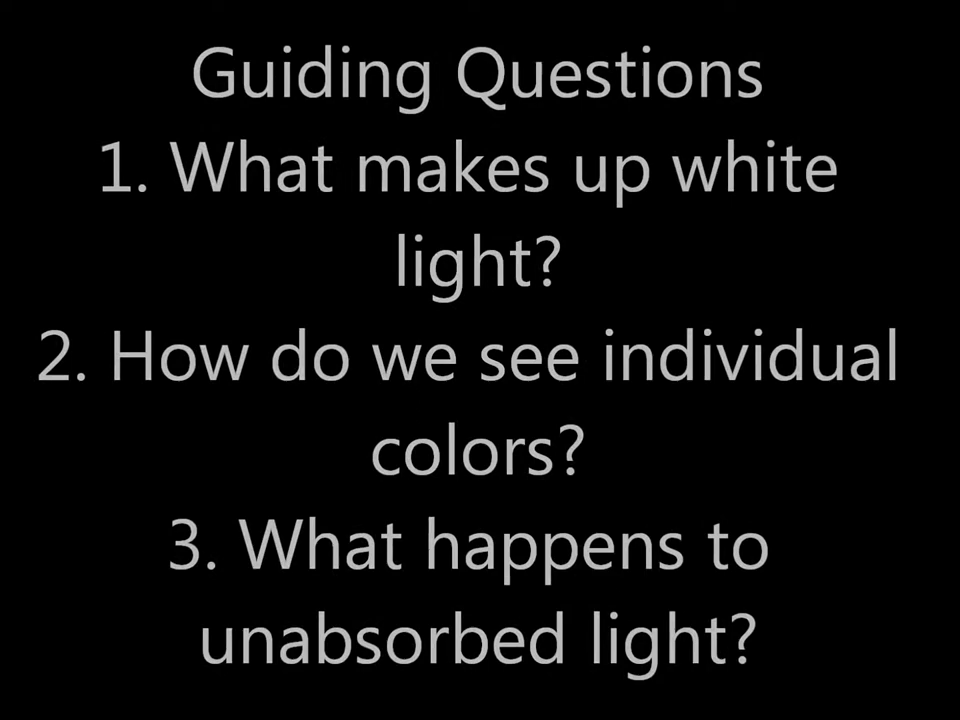 Guiding Questions
1. What makes up white
light?
2. How do we see individual
colors?
3. What happens to
unabsorbed light?